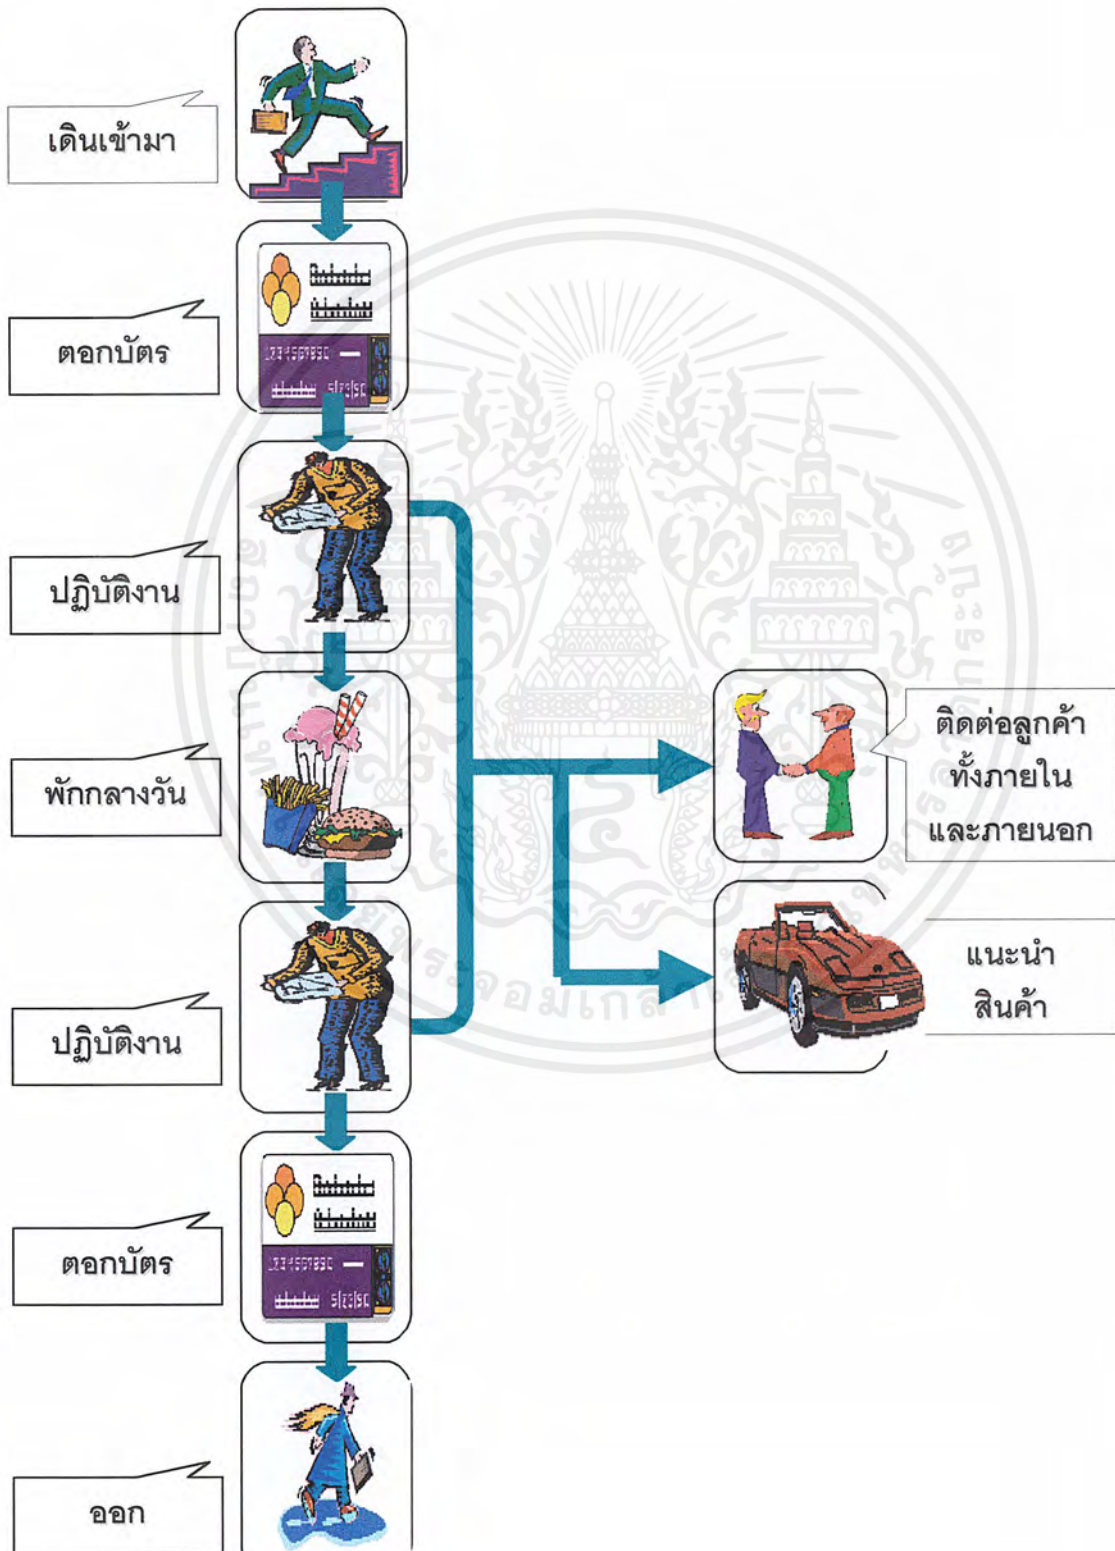 เดินเข้ามา
ตอกบัตร
ปฏิบัติงาน
พักกลางวัน
ติดต่อลูกค้า
ทั้งภายใน
และภายนอก
ปฏิบัติงาน
แนะนำ
สินค้า
ตอกบัตร
ออก